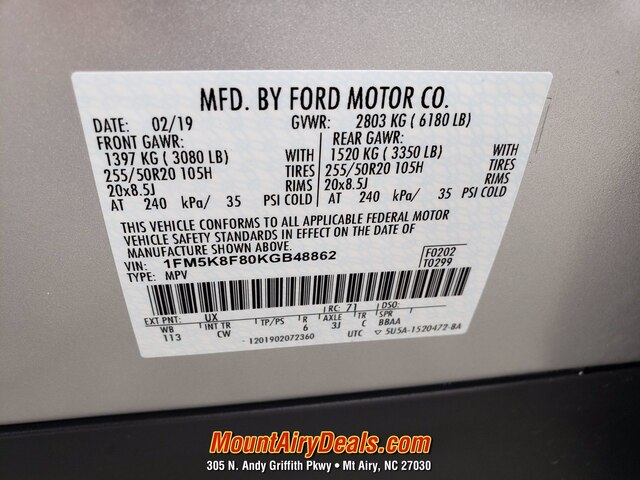 MFD. BY FORD MOTOR CO.
DATE: 02/19 GVWR: 2803 KG ( 6180 LB)
FRONT GAWR: REAR GAWR:
1397 KG ( 3080 LB) WITH 1520 KG ( 3350 LB) WITH
255/50R20 105H TIRES 255/50R20 105H TIRES
20x8.5J RIMS 20x8.5J RIMS
AT 240 kPa/ 35 PSI COLD AT 240 kPa/ 35 PSI COLD
THIS VEHICLE CONFORMS TO ALL APPLICABLE FEDERAL MOTOR
VEHICLE SAFETY STANDARDS IN EFFECT ON THE DATE OF
MANUFACTURE SHOWN ABOVE.
VIN: 1FM5K8F80KGB48862 F0202
TYPE: MPV T0299
EXT PNT: UX RC: 71 DSO:
WB INT TR TP/PS R AXLE TR SPR
113 CW 6 3J C BBAA
1201902072360 UTC 5U5A-1520472-BA
MountAiryDeals.com
305 N. Andy Griffith Pkwy • Mt Airy, NC 27030